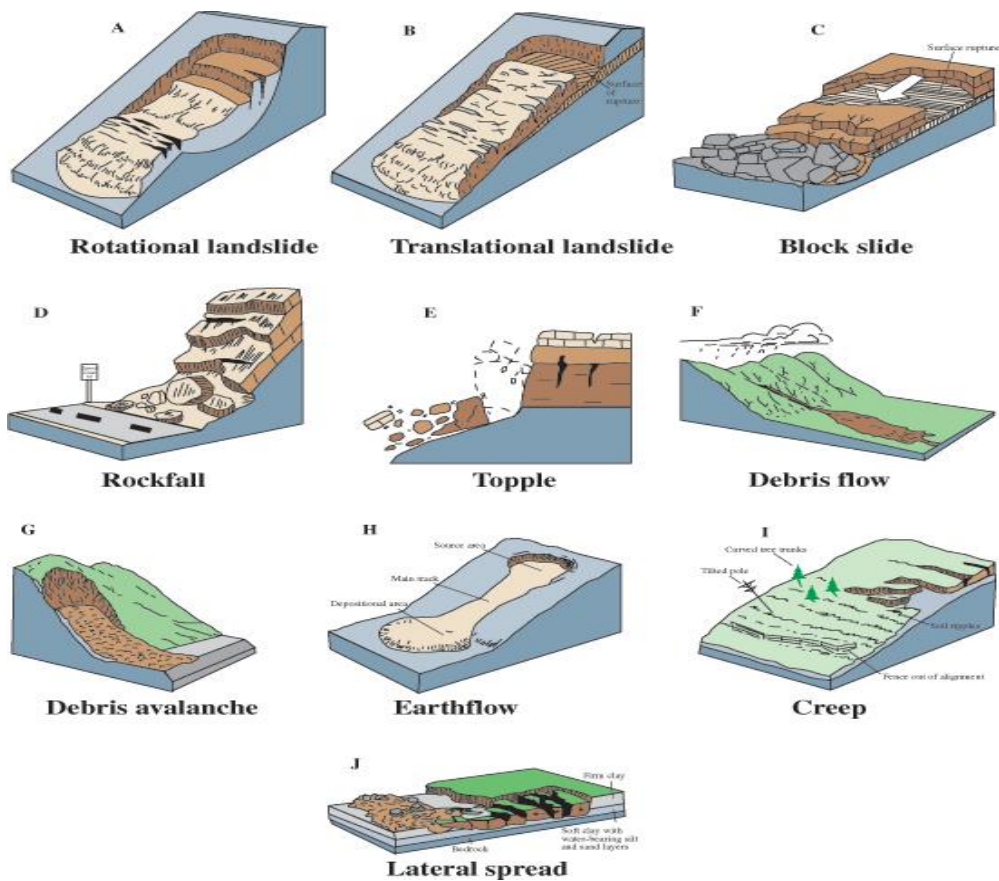 A
Rotational landslide
B
Surface
of
rupture
Translational landslide
C
Surface rupture
Block slide
D
Rockfall
E
Topple
F
Debris flow
G
Debris avalanche
H
Source area
Main track
Depositional area
Earthflow
I
Curved tree trunks
Tilted pole
Soil ripples
Fence out of alignment
Creep
J
Firm clay
Soft clay with
water-bearing silt
and sand layers
Bedrock
Lateral spread